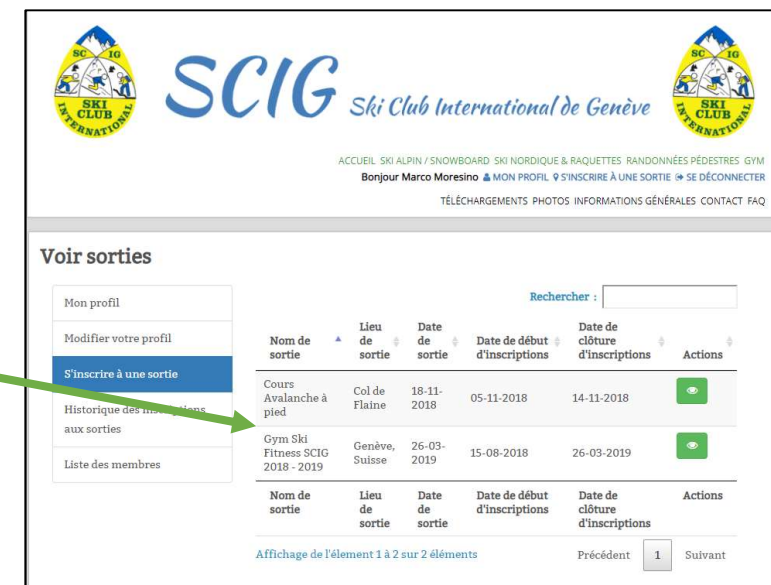 SC IG
SKI
CLUB
INTERNATIONAL
SCIG Ski Club International de Genève
SC IG
SKI
CLUB
INTERNATIONAL
ACCUEIL SKI ALPIN / SNOWBOARD SKI NORDIQUE & RAQUETTES RANDONNÉES PÉDESTRES GYM
Bonjour Marco Moresino MON PROFIL S'INSCRIRE À UNE SORTIE SE DÉCONNECTER
TÉLÉCHARGEMENTS PHOTOS INFORMATIONS GÉNÉRALES CONTACT FAQ
Voir sorties
Mon profil
Modifier votre profil
S'inscrire à une sortie
Historique des inscriptions
aux sorties
Liste des membres
Rechercher :
Nom de
sortie
Lieu
de
sortie
Date
de
sortie
Date de début
d'inscriptions
Date de
clôture
d'inscriptions
Actions
Cours
Avalanche à
pied
Col de
Flaine
18-11-
2018
05-11-2018
14-11-2018
Gym Ski
Fitness SCIG
2018 - 2019
Genève,
Suisse
26-03-
2019
15-08-2018
26-03-2019
Nom de
sortie
Lieu
de
sortie
Date
de
sortie
Date de début
d'inscriptions
Date de
clôture
d'inscriptions
Actions
Affichage de l'élement 1 à 2 sur 2 éléments
Précédent 1 Suivant